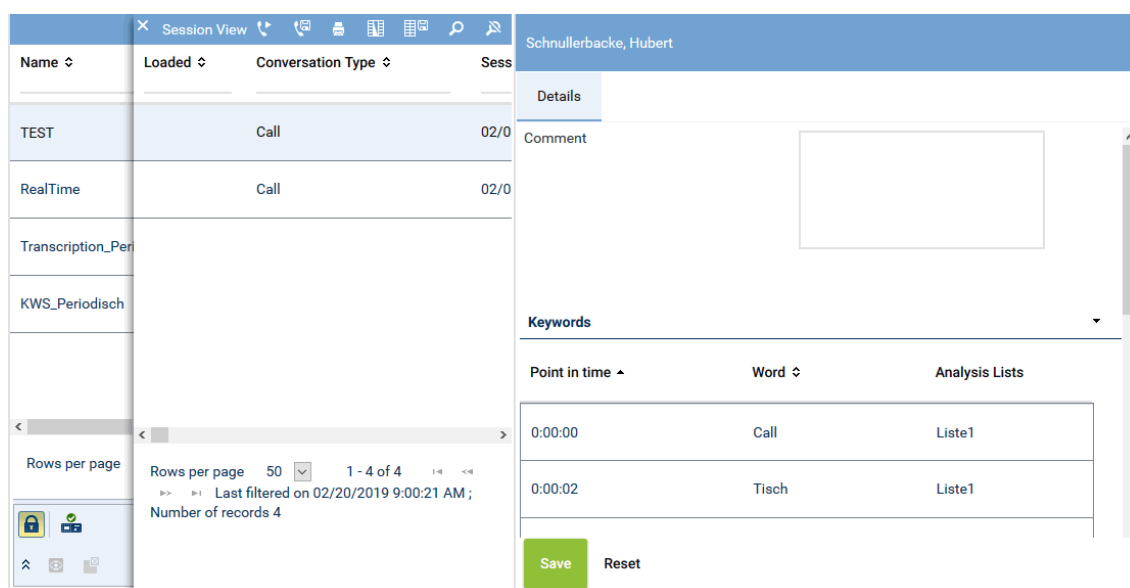 Name
TEST
RealTime
Transcription_Peri
KWS_Periodisch
Rows per page
Session View
Loaded Conversation Type Sess
Call 02/0
Call 02/0
Rows per page 50 1 - 4 of 4
Last filtered on 02/20/2019 9:00:21 AM ;
Number of records 4
Schnullerbacke, Hubert
Details
Comment
Keywords
Point in time Word Analysis Lists
0:00:00 Call Liste1
0:00:02 Tisch Liste1
Save Reset